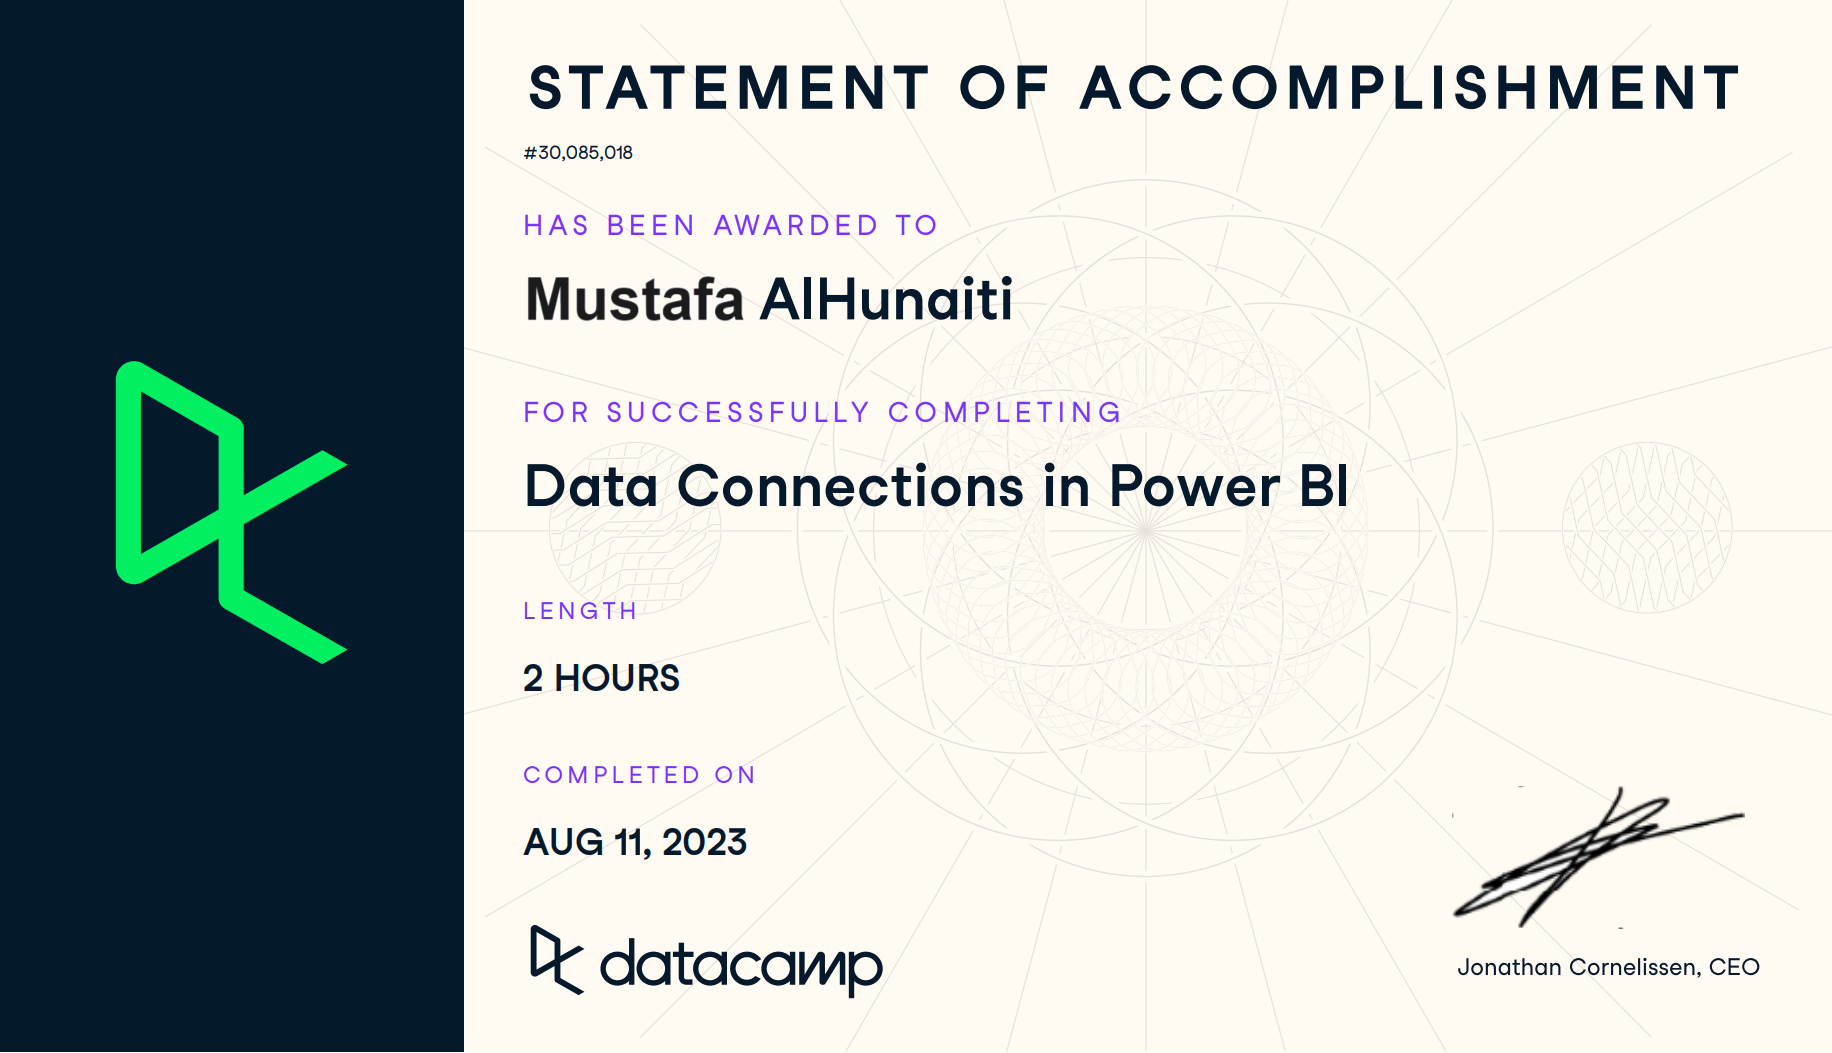 STATEMENT OF ACCOMPLISHMENT
#30,085,018
HAS BEEN AWARDED TO
Mustafa AlHunaiti
FOR SUCCESSFULLY COMPLETING
Data Connections in Power BI
LENGTH
2 HOURS
COMPLETED ON
AUG 11, 2023
datacamp
Jonathan Cornelissen, CEO